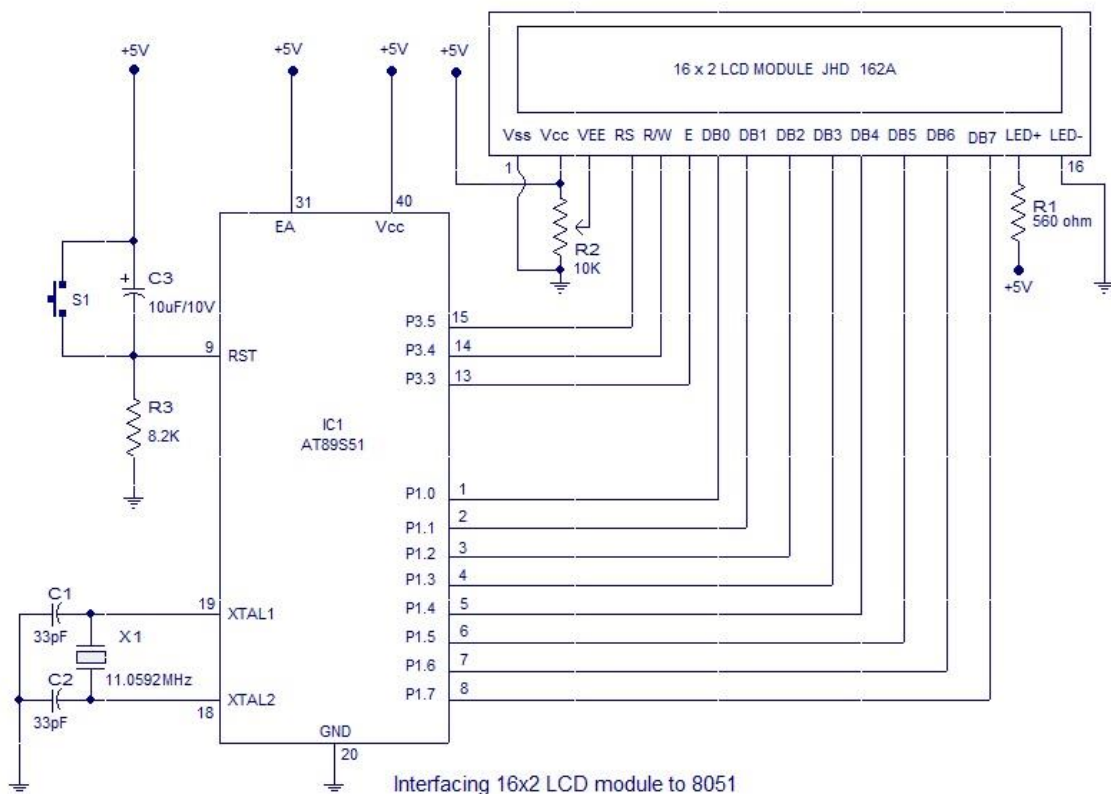 +5V
+5V
+5V
+5V
16 x 2 LCD MODULE JHD 162A
Vss Vcc VEE RS R/W E DB0 DB1 DB2 DB3 DB4 DB5 DB6 DB7 LED+ LED-
1
16
31
40
EA
Vcc
R2
10K
R1
560 ohm
+5V
S1
+
C3
10uF/10V
9
RST
R3
8.2K
P3.5
15
P3.4
14
P3.3
13
IC1
AT89S51
P1.0
1
P1.1
2
P1.2
3
P1.3
4
P1.4
5
P1.5
6
P1.6
7
P1.7
8
C1
33pF
X1
11.0592MHz
C2
33pF
19
XTAL1
18
XTAL2
GND
20
Interfacing 16x2 LCD module to 8051